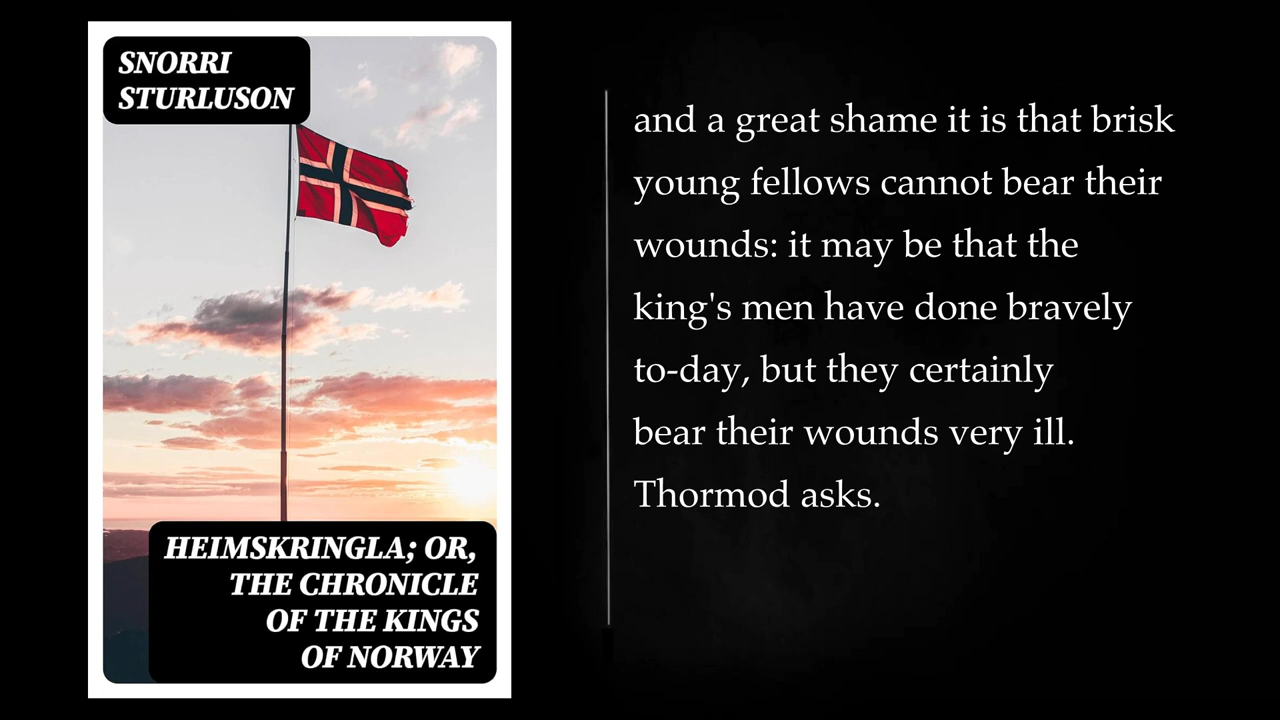 SNORRI
STURLUSON
HEIMSKRINGLA; OR,
THE CHRONICLE
OF THE KINGS
OF NORWAY
and a great shame it is that brisk
young fellows cannot bear their
wounds: it may be that the
king's men have done bravely
to-day, but they certainly
bear their wounds very ill.
Thormod asks.